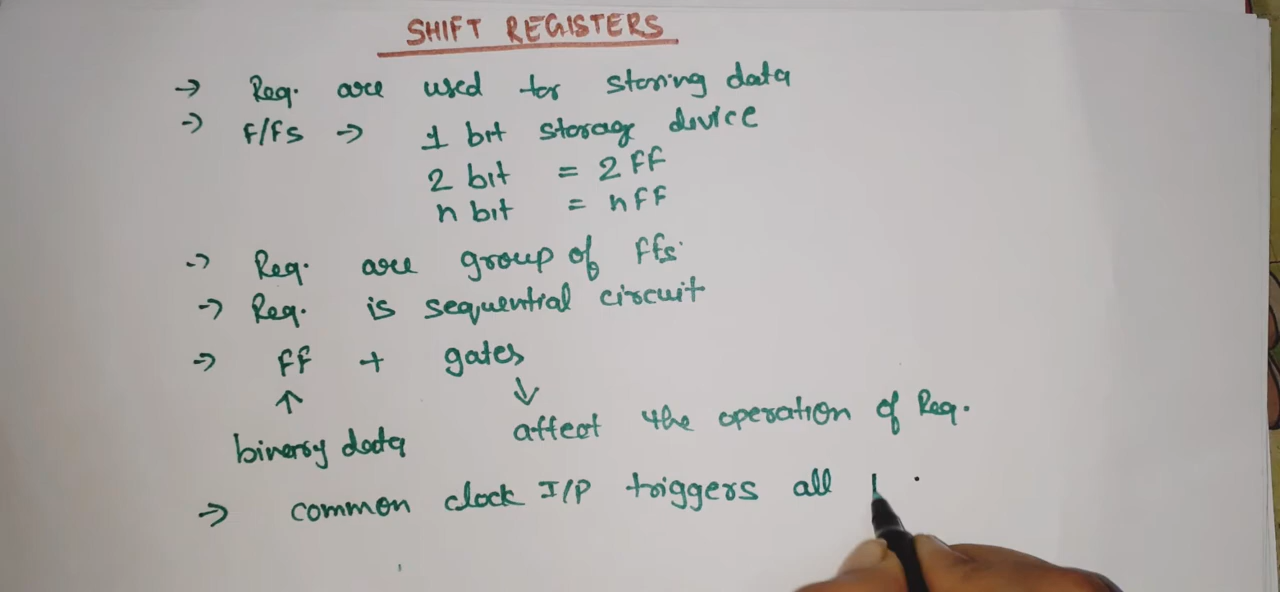 SHIFT REGISTERS
→ Reg. are used for storing data
→ F/Fs → 1 bit storage device
2 bit = 2 FF
n bit = n FF
→ Reg. are group of FFs.
→ Reg. is sequential circuit
→ FF + gates
↑ ↓
binary data affect the operation of Reg.
→ common clock I/P triggers all